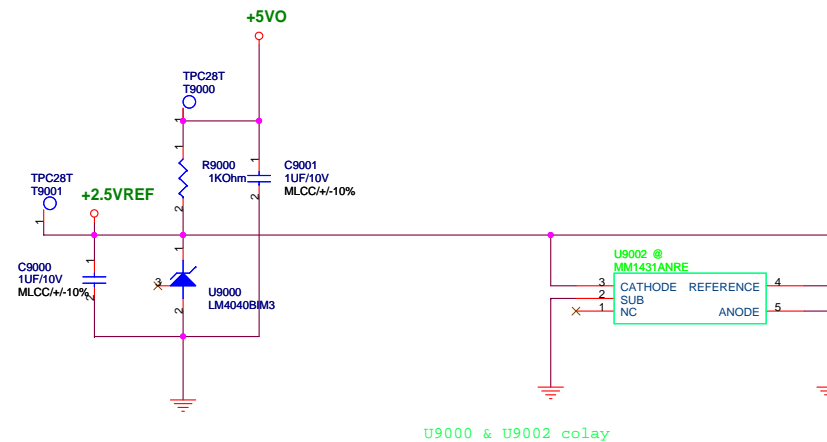 +5VO
TPC28T
T9000
1
1
R9000
1KOhm
2
1
C9001
1UF/10V
MLCC/+/-10%
2
TPC28T
T9001
1
+2.5VREF
1
C9000
1UF/10V
MLCC/+/-10%
2
1
3
U9000
LM4040BIM3
2
U9002 @
MM1431ANRE
3 CATHODE REFERENCE 4
2 SUB
1 NC ANODE 5
U9000 & U9002 colay